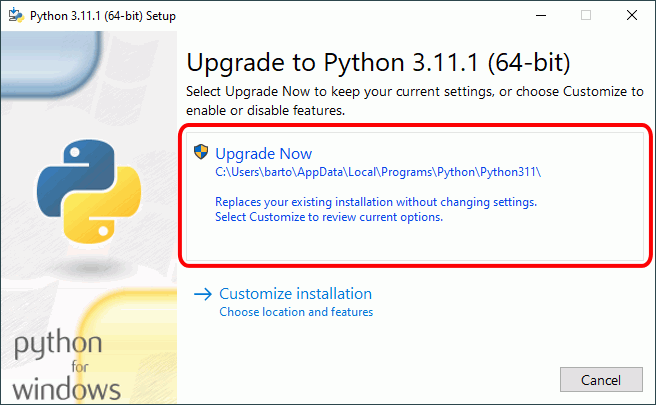 Python 3.11.1 (64-bit) Setup
Upgrade to Python 3.11.1 (64-bit)
Select Upgrade Now to keep your current settings, or choose Customize to
enable or disable features.
Upgrade Now
C:\Users\barto\AppData\Local\Programs\Python\Python311\
Replaces your existing installation without changing settings.
Select Customize to review current options.
Customize installation
Choose location and features
python
for
windows
Cancel